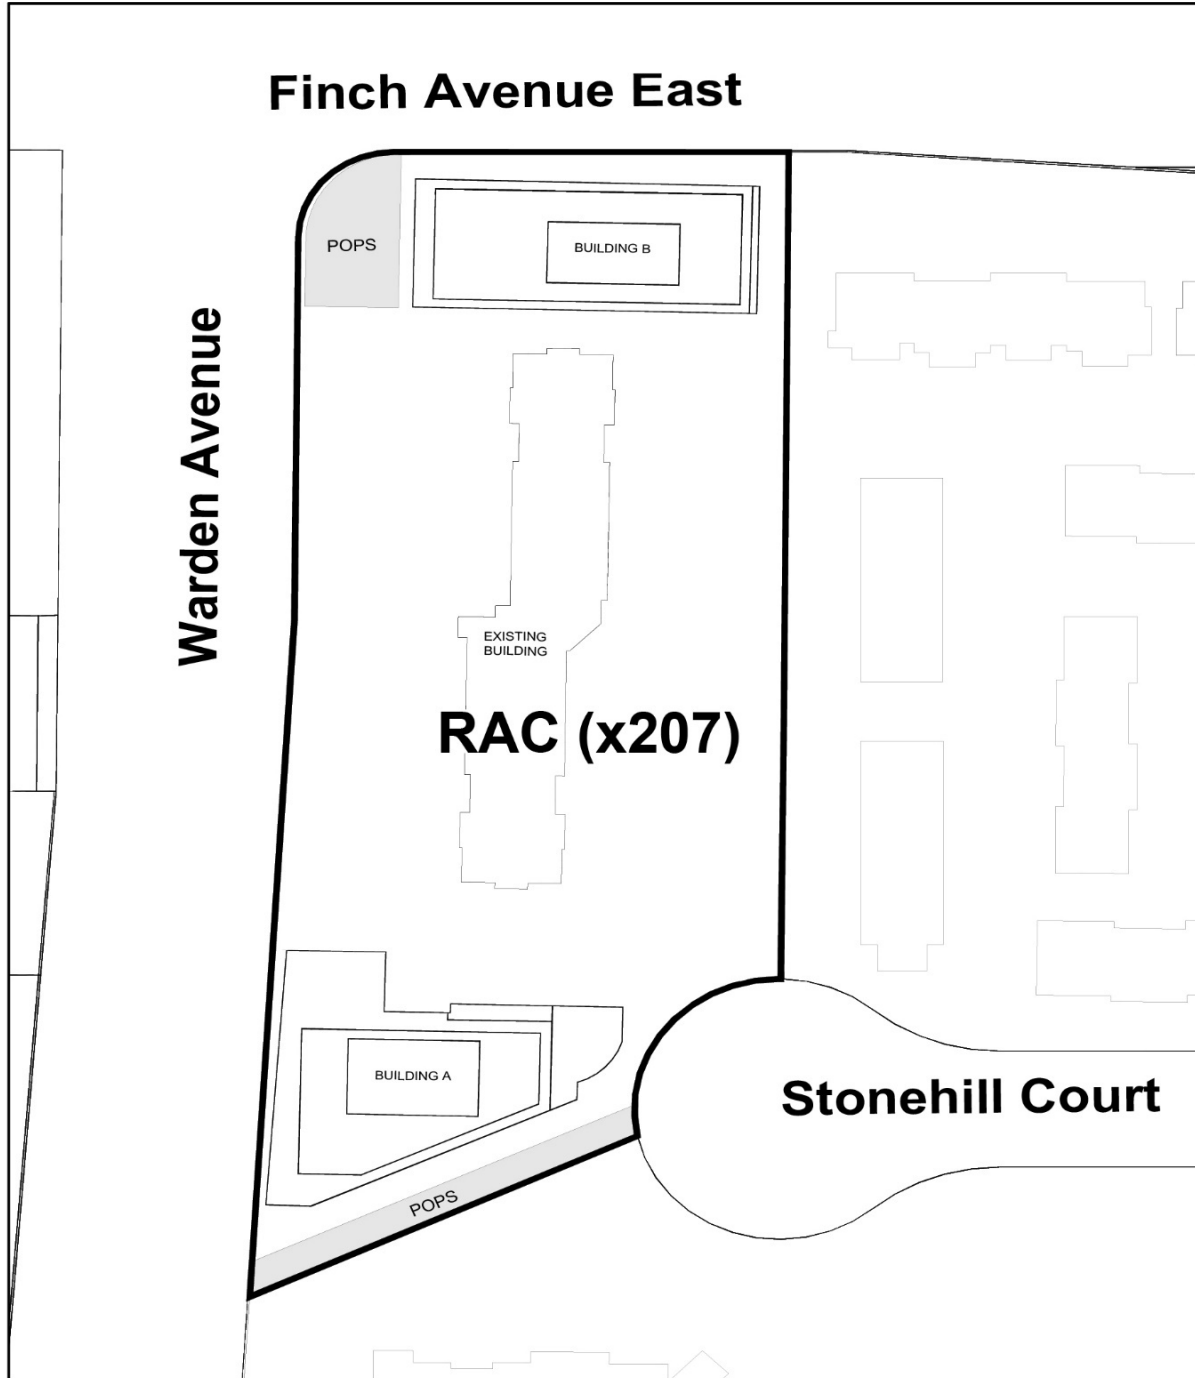 Finch Avenue East
POPS
BUILDING B
Warden Avenue
EXISTING
BUILDING
RAC (x207)
BUILDING A
Stonehill Court
POPS